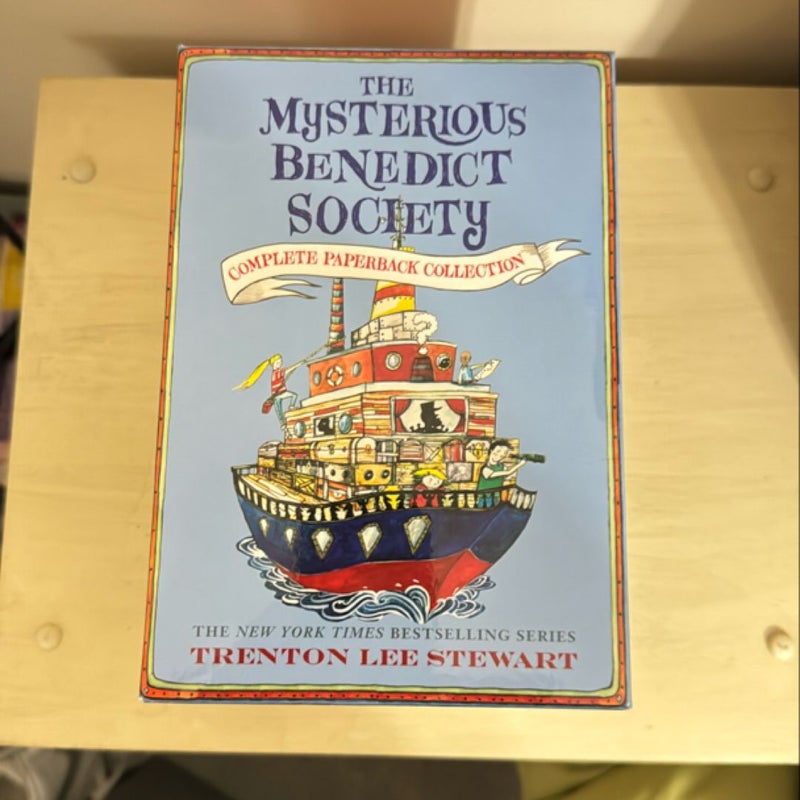 THE
MYSTERIOUS
BENEDICT
SOCIETY
COMPLETE PAPERBACK COLLECTION
THE NEW YORK TIMES BESTSELLING SERIES
TRENTON LEE STEWART